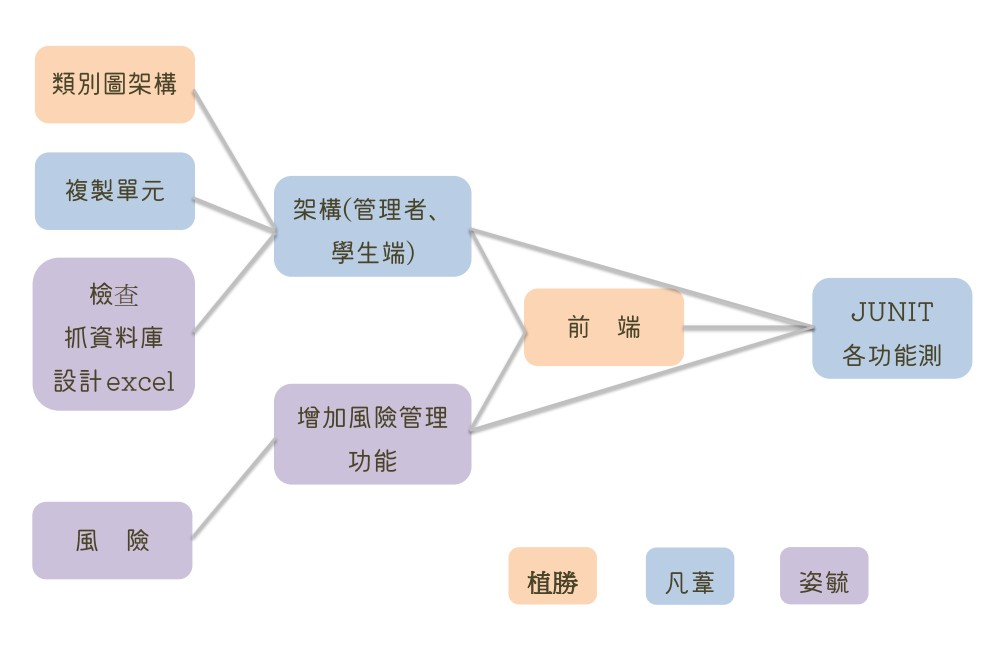 類別圖架構
複製單元
檢查
抓資料庫
設計excel
風 險
架構(管理者、
學生端)
增加風險管理
功能
前 端
JUNIT
各功能測
植勝
凡葦
姿毓